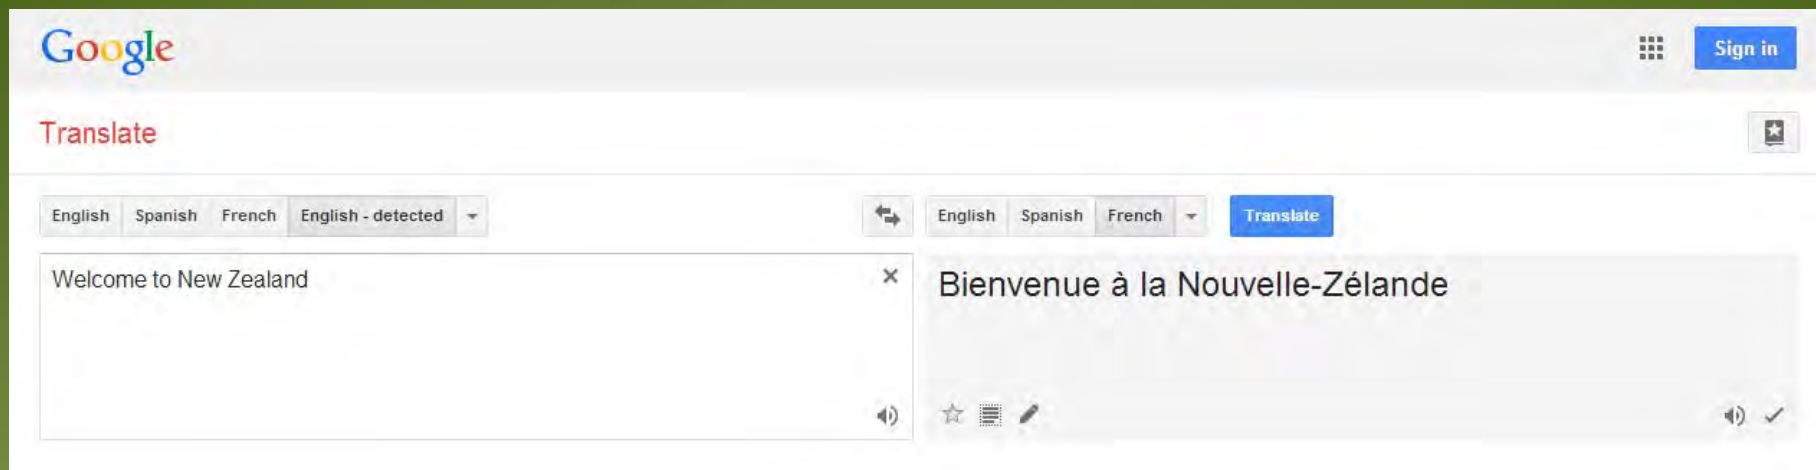 Google
Sign in
Translate
English Spanish French English - detected
English Spanish French Translate
Welcome to New Zealand
Bienvenue à la Nouvelle-Zélande